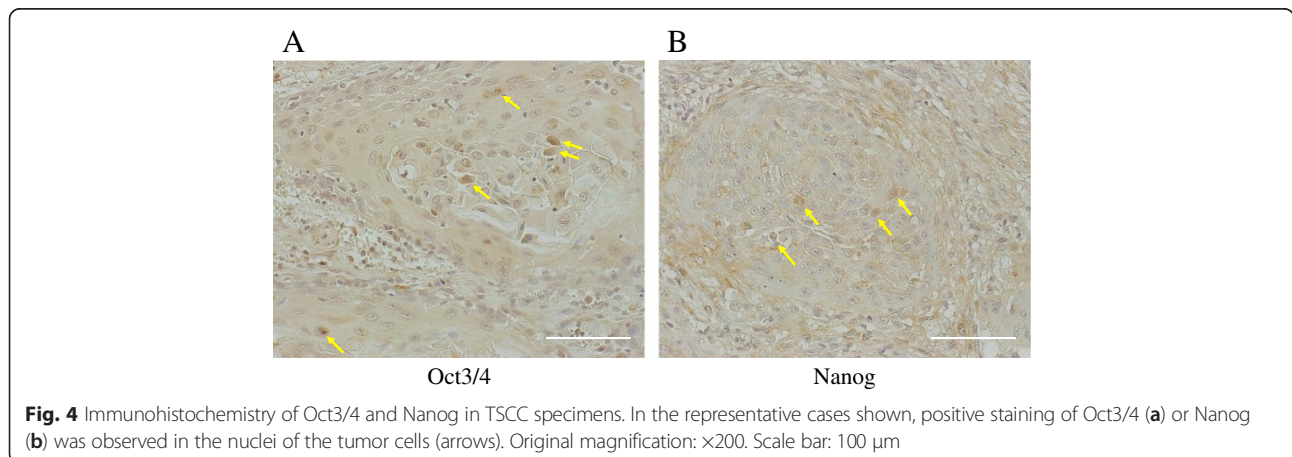 A
B
Oct3/4
Nanog
Fig. 4 Immunohistochemistry of Oct3/4 and Nanog in TSCC specimens. In the representative cases shown, positive staining of Oct3/4 (a) or Nanog
(b) was observed in the nuclei of the tumor cells (arrows). Original magnification: ×200. Scale bar: 100 μm